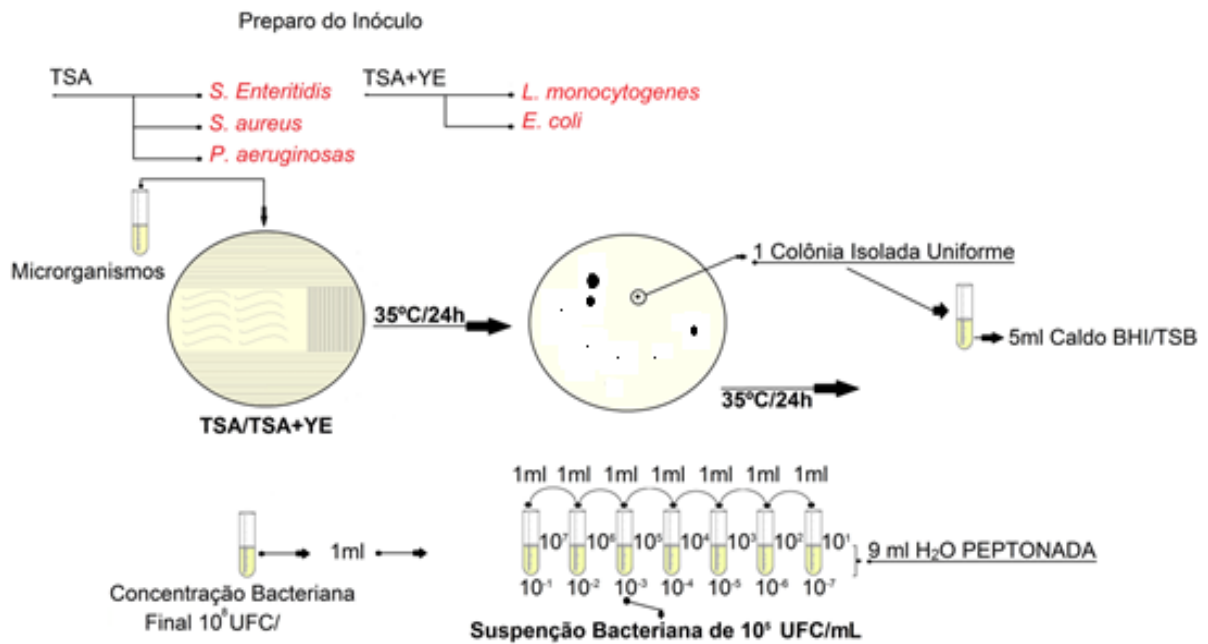 Preparo do Inóculo
TSA
S. Enteritidis
S. aureus
P. aeruginosas
TSA+YE
L. monocytogenes
E. coli
Microrganismos
35ºC/24h
TSA/TSA+YE
1 Colônia Isolada Uniforme
5ml Caldo BHI/TSB
35ºC/24h
1ml 1ml 1ml 1ml 1ml 1ml 1ml
10⁷ 10⁶ 10⁵ 10⁴ 10³ 10² 10¹
9 ml H₂O PEPTONADA
10⁻¹ 10⁻² 10⁻³ 10⁻⁴ 10⁻⁵ 10⁻⁶ 10⁻⁷
1ml
Concentração Bacteriana
Final 10⁸UFC/
Suspenção Bacteriana de 10⁵ UFC/mL